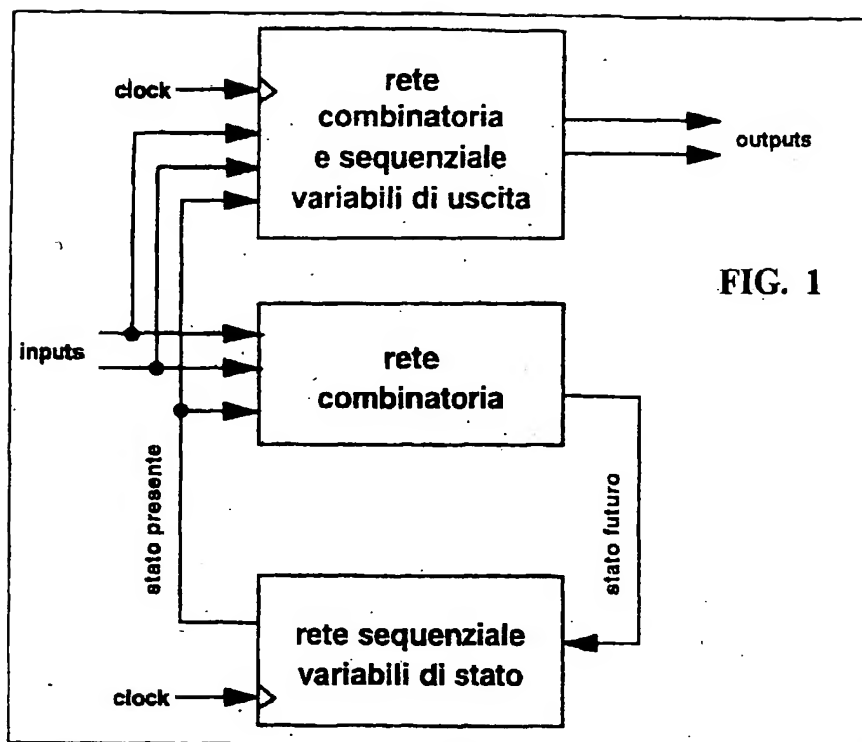 clock
rete
combinatoria
e sequenziale
variabili di uscita
outputs
FIG. 1
inputs
rete
combinatoria
stato presente
stato futuro
rete sequenziale
variabili di stato
clock